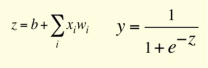 z = b + ∑ᵢ xᵢwᵢ    y = 1 / (1 + e^−z)